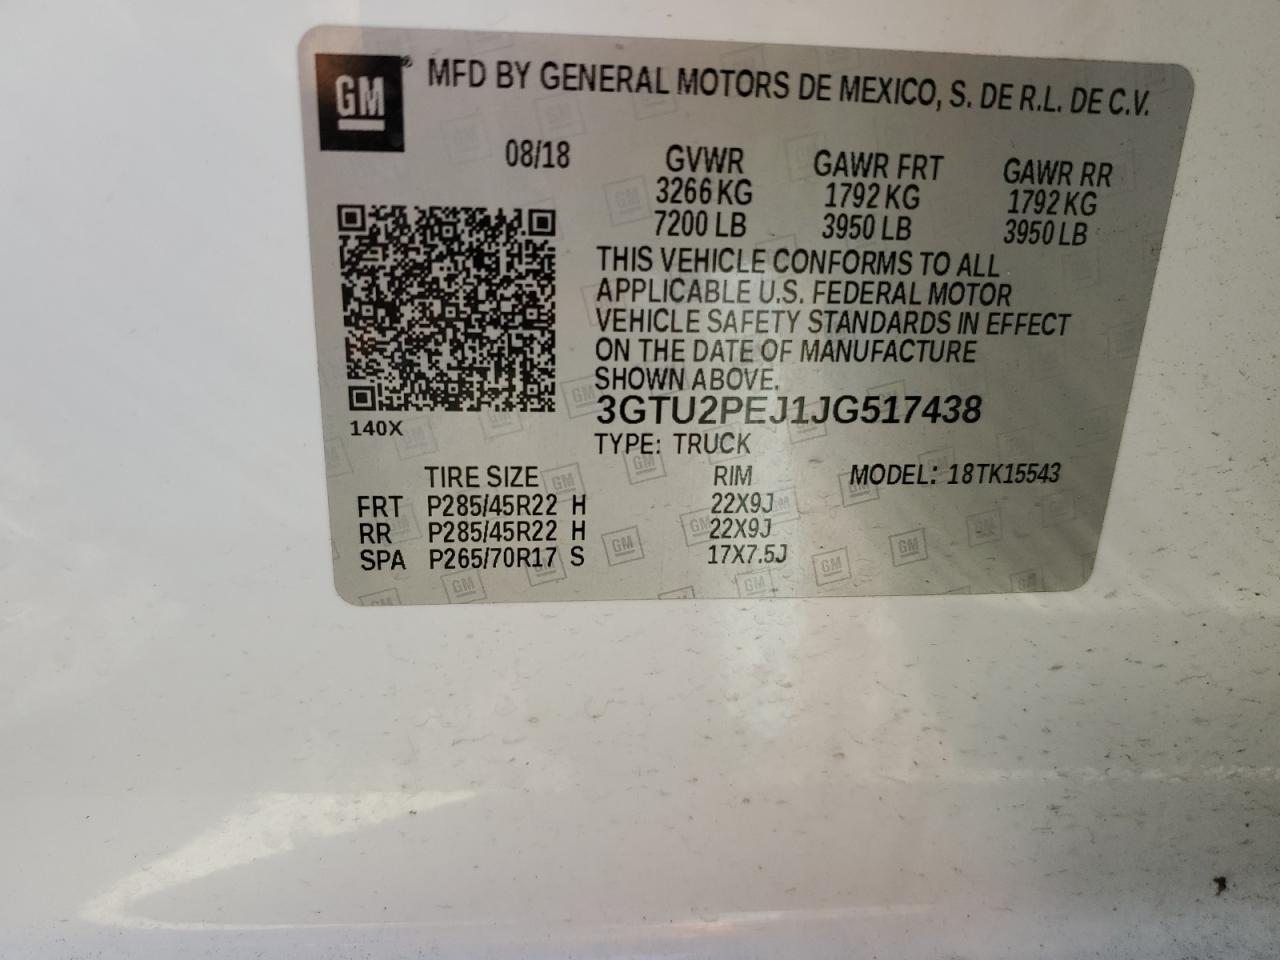 GM® MFD BY GENERAL MOTORS DE MEXICO, S. DE R.L. DE C.V.
08/18 GVWR GAWR FRT GAWR RR
3266 KG 1792 KG 1792 KG
7200 LB 3950 LB 3950 LB
THIS VEHICLE CONFORMS TO ALL
APPLICABLE U.S. FEDERAL MOTOR
VEHICLE SAFETY STANDARDS IN EFFECT
ON THE DATE OF MANUFACTURE
SHOWN ABOVE.
3GTU2PEJ1JG517438
140X
TYPE: TRUCK
TIRE SIZE RIM MODEL: 18TK15543
FRT P285/45R22 H 22X9J
RR P285/45R22 H 22X9J
SPA P265/70R17 S 17X7.5J